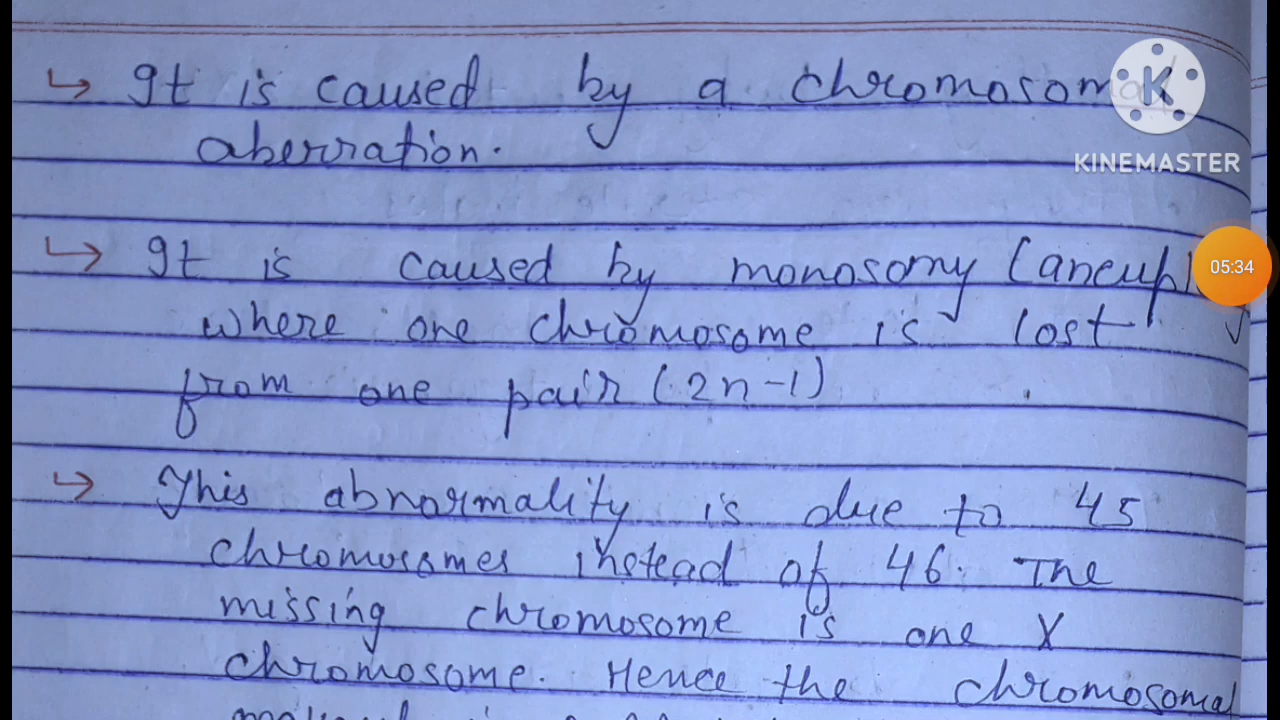 ↳ It is caused by a chromosomal
aberration.
KINEMASTER
↳ It is caused by monosomy (aneup
05:34
where one chromosome is lost
from one pair (2n-1)
↳ This abnormality is due to 45
chromosomes instead of 46. The
missing chromosome is one X
chromosome. Hence the chromosomal